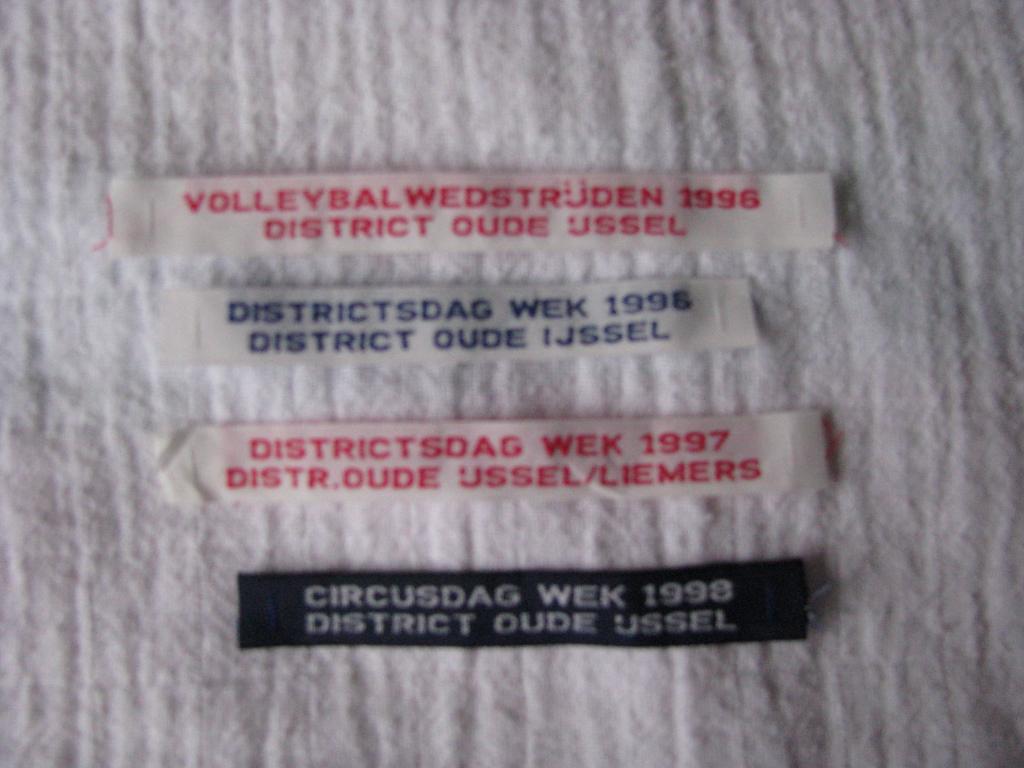 VOLLEYBALWEDSTRIJDEN 1996
DISTRICT OUDE IJSSEL
DISTRICTSDAG WEK 1996
DISTRICT OUDE IJSSEL
DISTRICTSDAG WEK 1997
DISTR.OUDE IJSSEL/LIEMERS
CIRCUSDAG WEK 1998
DISTRICT OUDE IJSSEL